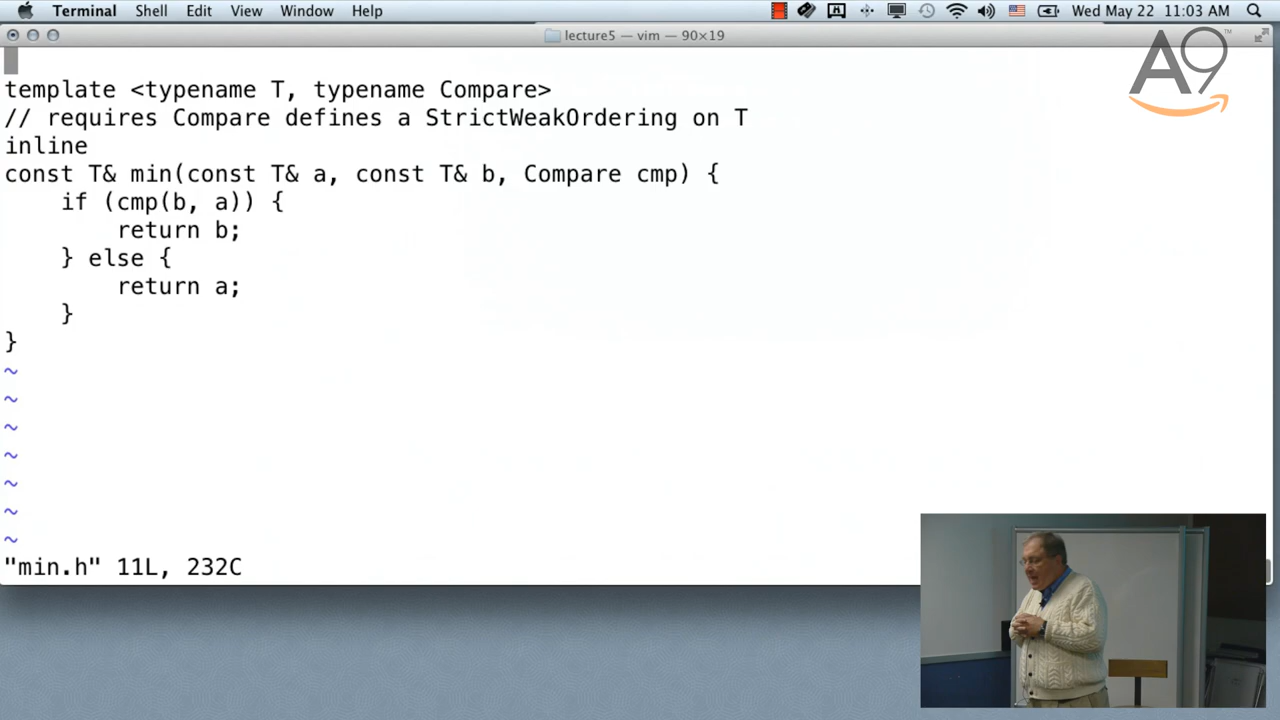 Terminal Shell Edit View Window Help Wed May 22 11:03 AM
lecture5 — vim — 90×19
A9™
template <typename T, typename Compare>
// requires Compare defines a StrictWeakOrdering on T
inline
const T& min(const T& a, const T& b, Compare cmp) {
    if (cmp(b, a)) {
        return b;
    } else {
        return a;
    }
}
~
~
~
~
~
~
~
"min.h" 11L, 232C